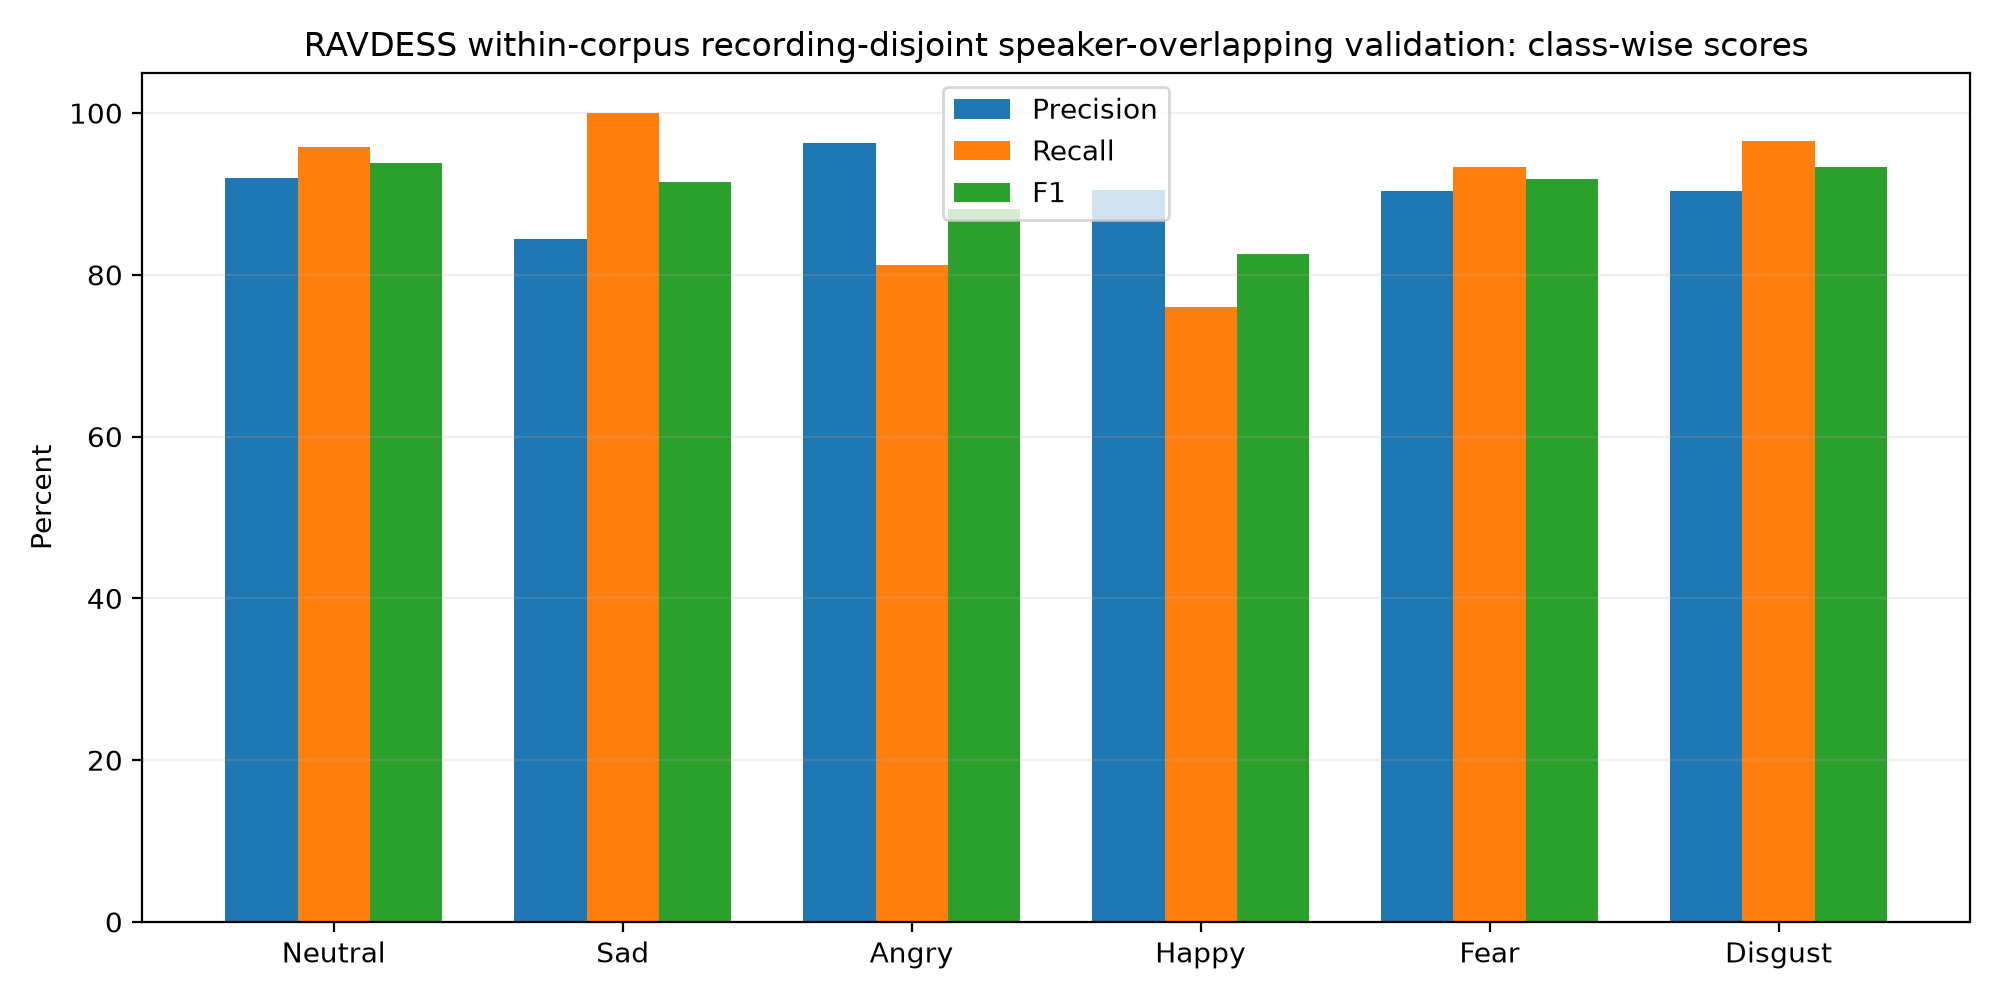 RAVDESS within-corpus recording-disjoint speaker-overlapping validation: class-wise scores
Precision
Recall
F1
Percent
100
80
60
40
20
0
Neutral
Sad
Angry
Happy
Fear
Disgust